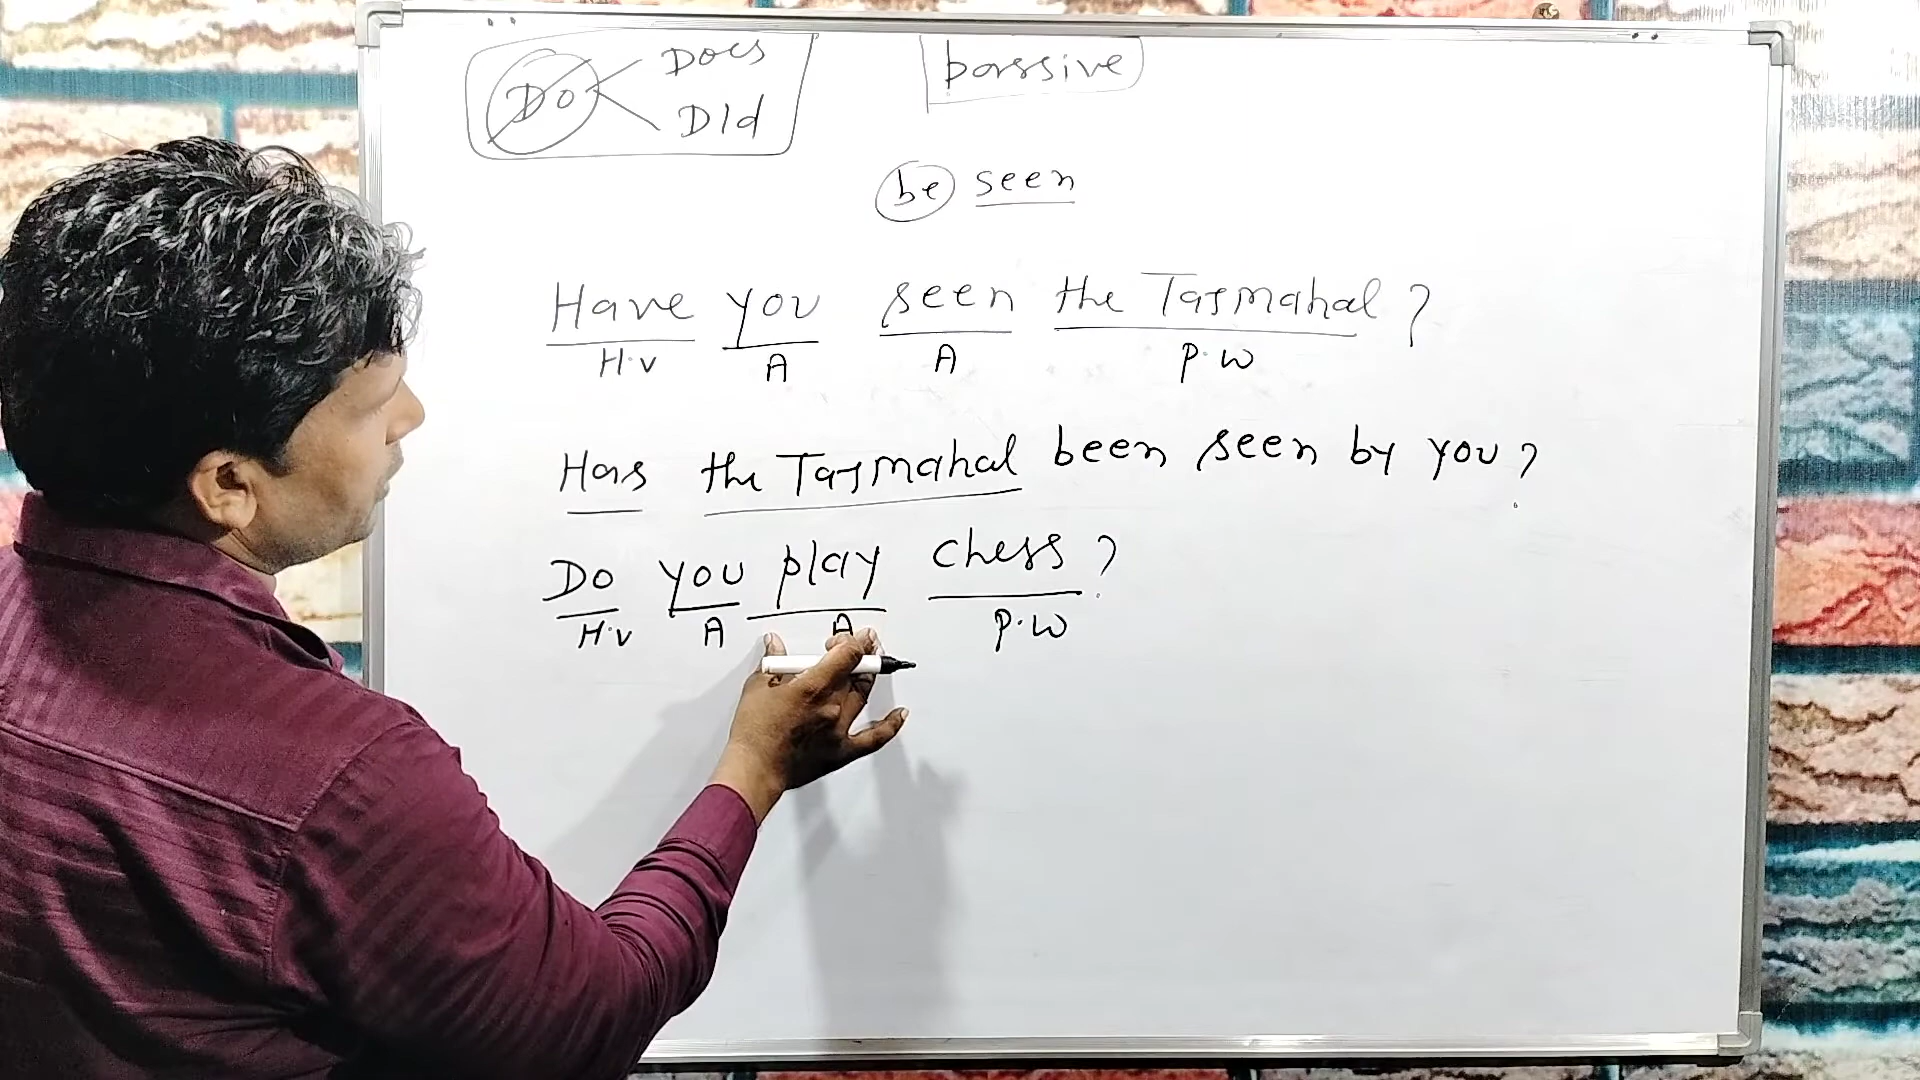 Do Does
Did
passive
be seen
Have you seen the Tajmahal?
H.V A A P.W
Has the Tajmahal been seen by you?
Do you play chess?
H.V A A P.W